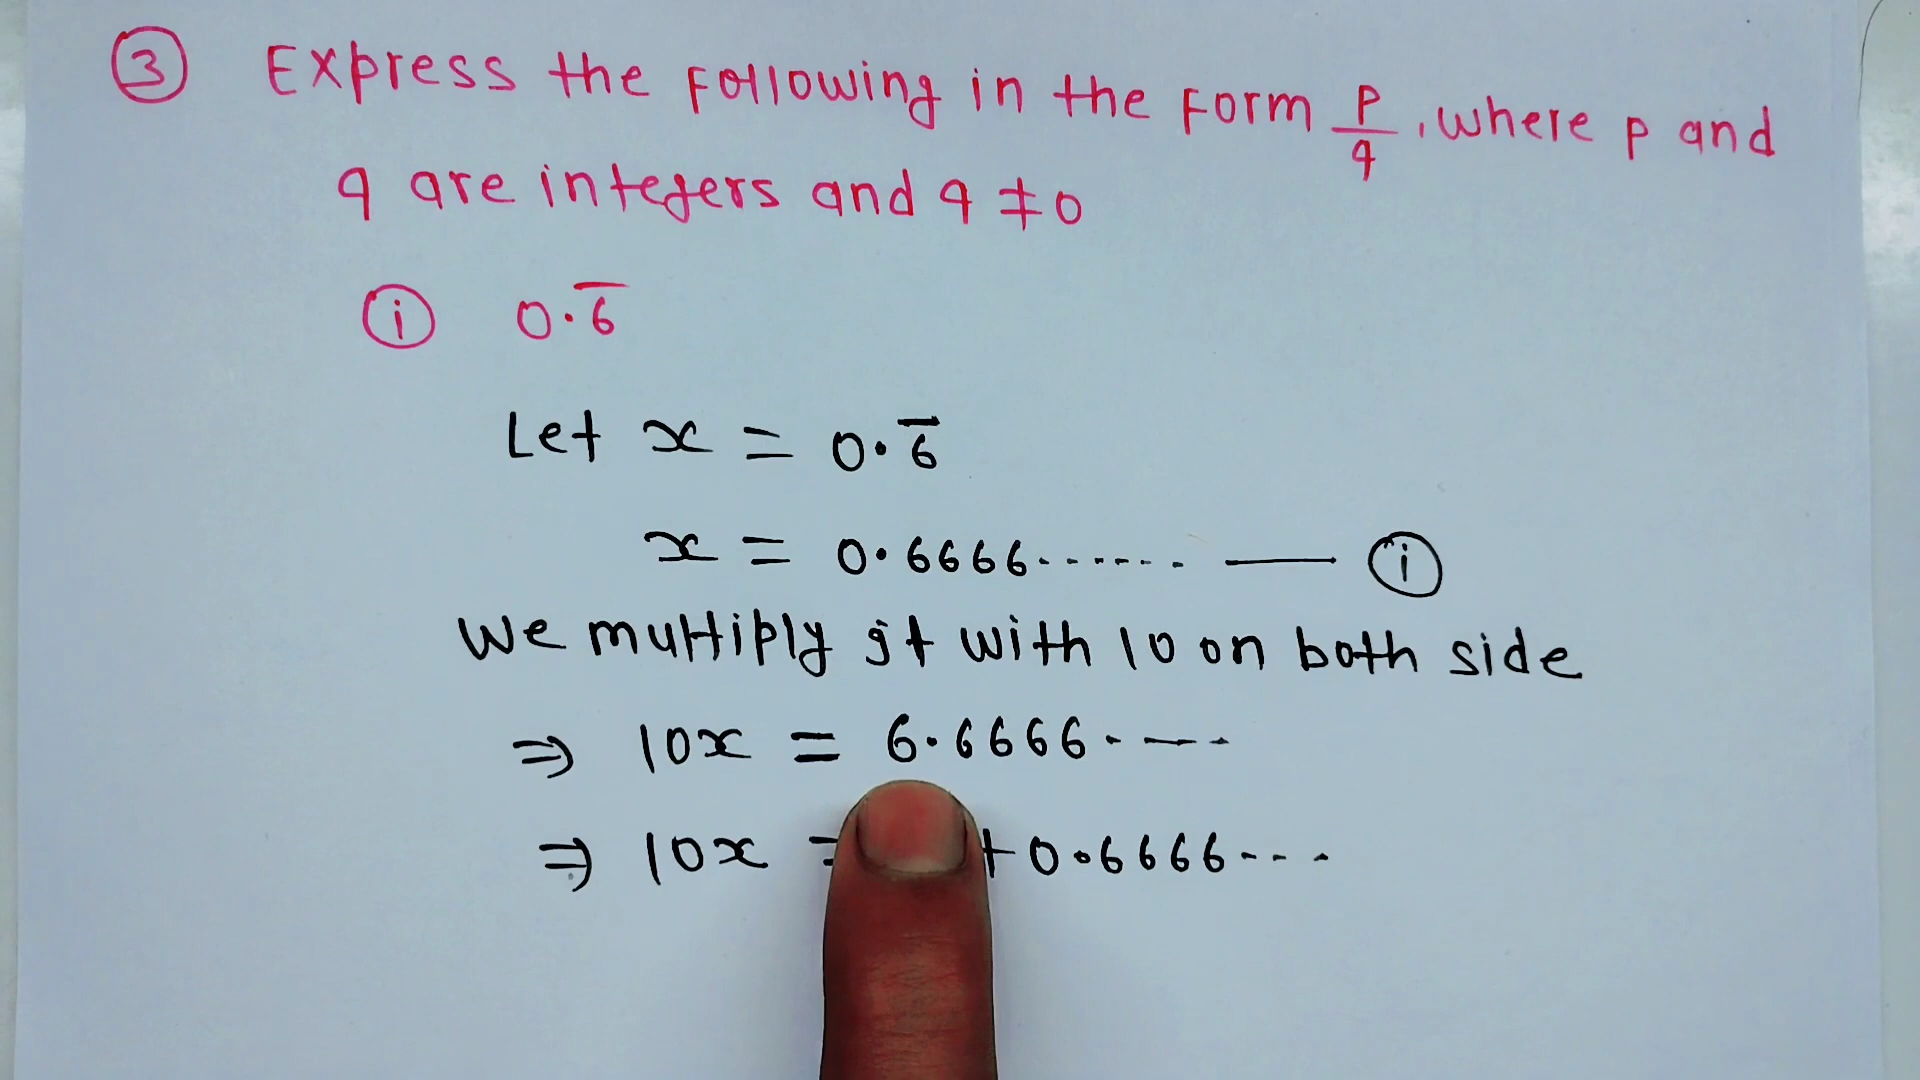 ③ Express the following in the form p/q, where p and
q are integers and q ≠ 0
ⓘ 0.6̅
Let x = 0.6̅
x = 0.6666....... —— ⓘ
We multiply it with 10 on both side
⇒ 10x = 6.6666----
⇒ 10x = + 0.6666---